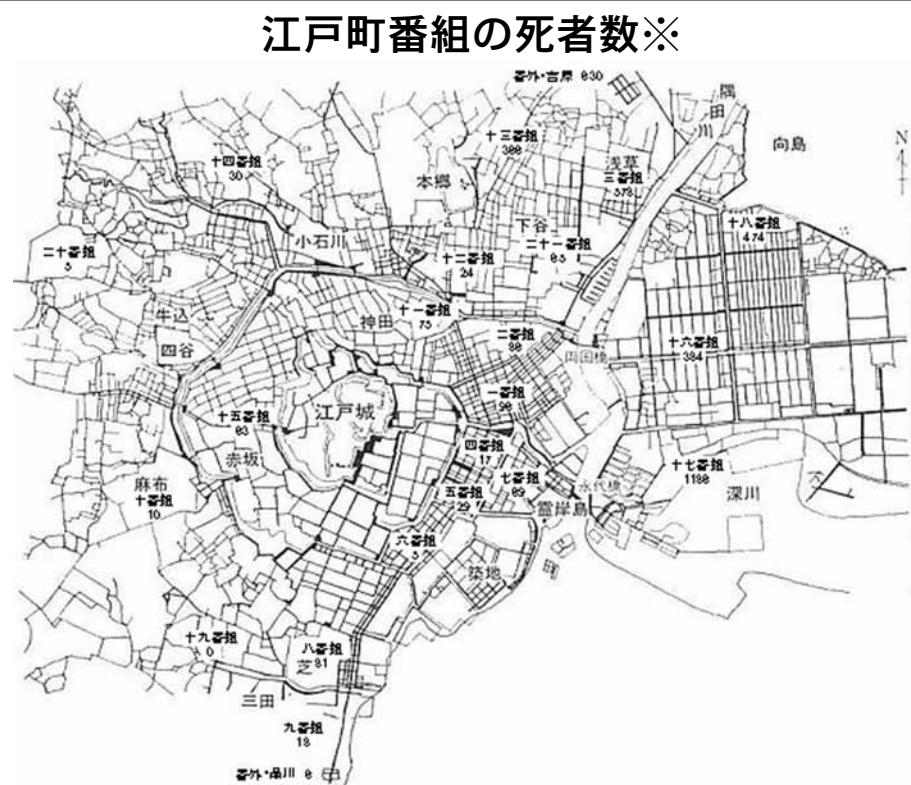 江戸町番組の死者数※
番外・吉原
隅田川
向島
N
十三番組
浅草
三番組
十四番組
30
本郷
十八番組
474
下谷
二十一番組
小石川
二十番組
十二番組
24
十一番組
75
神田
牛込
四谷
二番組
両国橋
十六番組
384
一番組
江戸城
十五番組
四番組
17
赤坂
七番組
十七番組
深川
永代橋
霊岸島
五番組
29
麻布
十番組
10
六番組
築地
十九番組
0
八番組
芝
三田
九番組
18
番外・品川